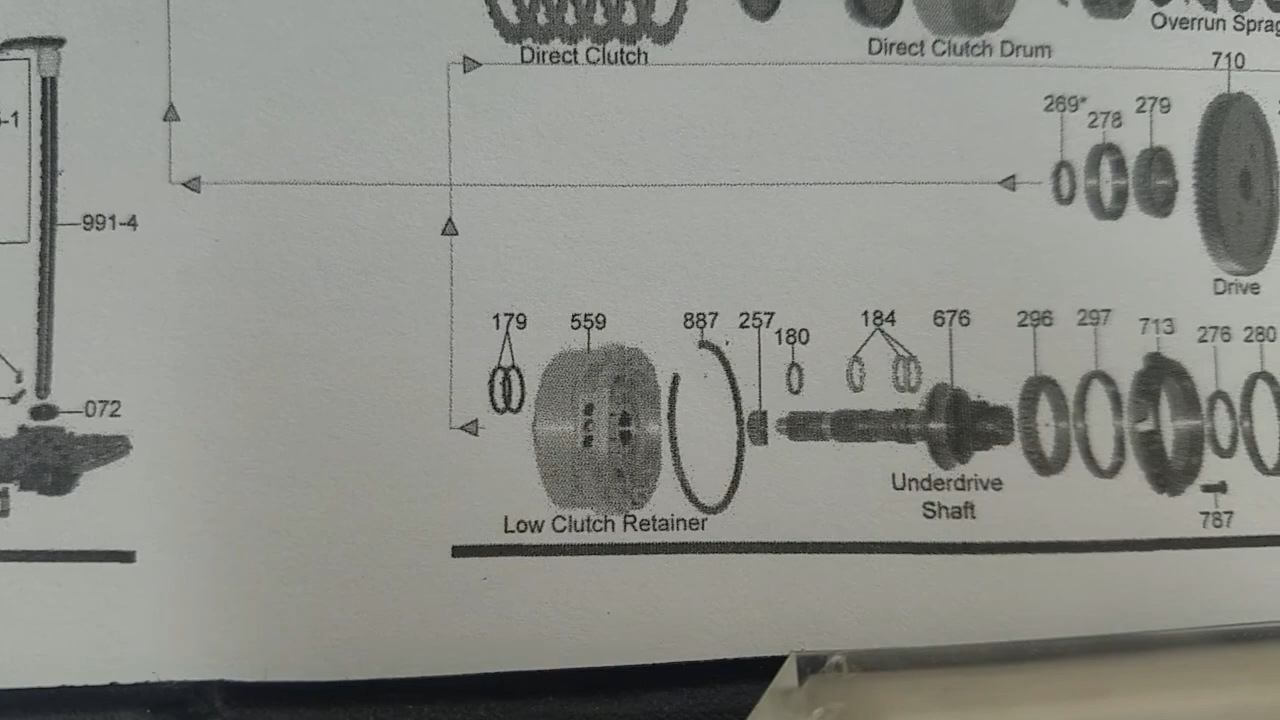 Overrun Sprag
Direct Clutch
Direct Clutch Drum
710
269*
278
279
-1
991-4
Drive
179
559
887
257
180
184
676
296
297
713
276
280
072
Underdrive
Shaft
Low Clutch Retainer
787